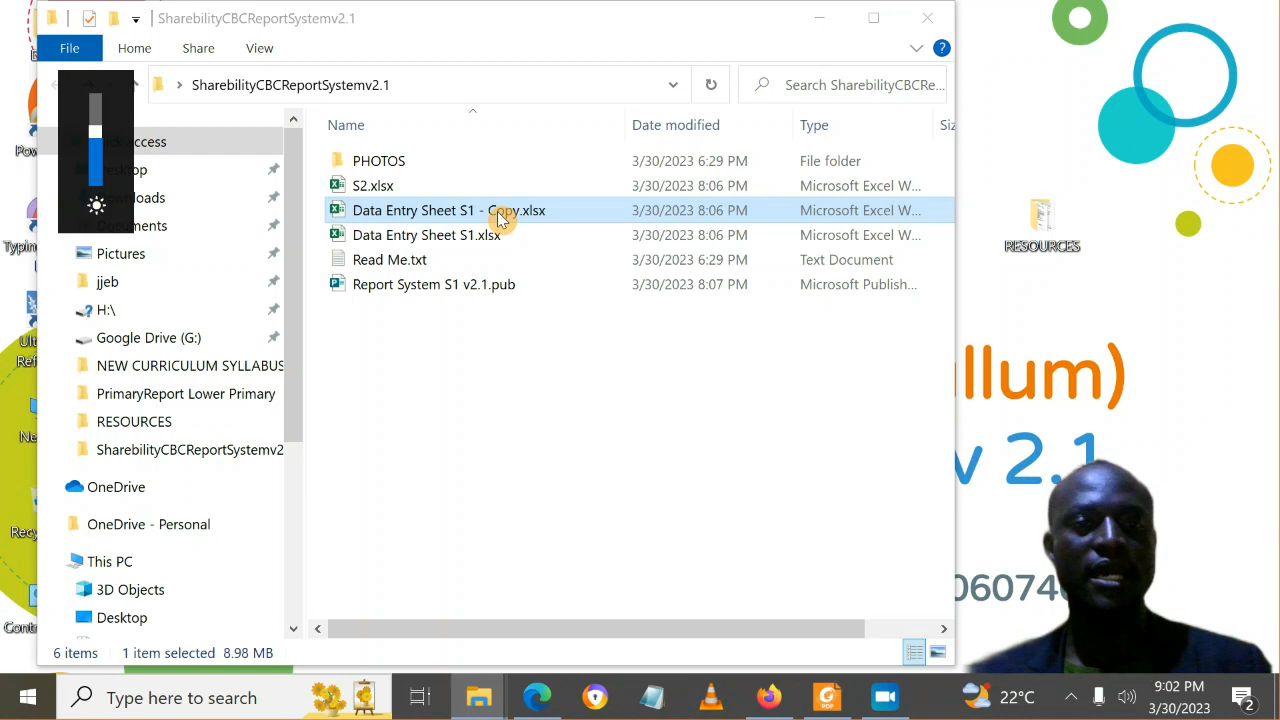 SharebilityCBCReportSystemv2.1
File Home Share View
SharebilityCBCReportSystemv2.1 Search SharebilityCBCRe...
Name Date modified Type
PHOTOS 3/30/2023 6:29 PM File folder
S2.xlsx 3/30/2023 8:06 PM Microsoft Excel W...
Data Entry Sheet S1 - Copy.xlsx 3/30/2023 8:06 PM Microsoft Excel W...
Data Entry Sheet S1.xlsx 3/30/2023 8:06 PM Microsoft Excel W...
Read Me.txt 3/30/2023 6:29 PM Text Document
Report System S1 v2.1.pub 3/30/2023 8:07 PM Microsoft Publish...
Desktop
Downloads
Documents
Pictures
jjeb
H:\
Google Drive (G:)
NEW CURRICULUM SYLLABUS
PrimaryReport Lower Primary
RESOURCES
SharebilityCBCReportSystemv2
OneDrive
OneDrive - Personal
This PC
3D Objects
Desktop
6 items 1 item selected 8.98 MB
RESOURCES
v 2.1
Type here to search
22°C
9:02 PM
3/30/2023
2